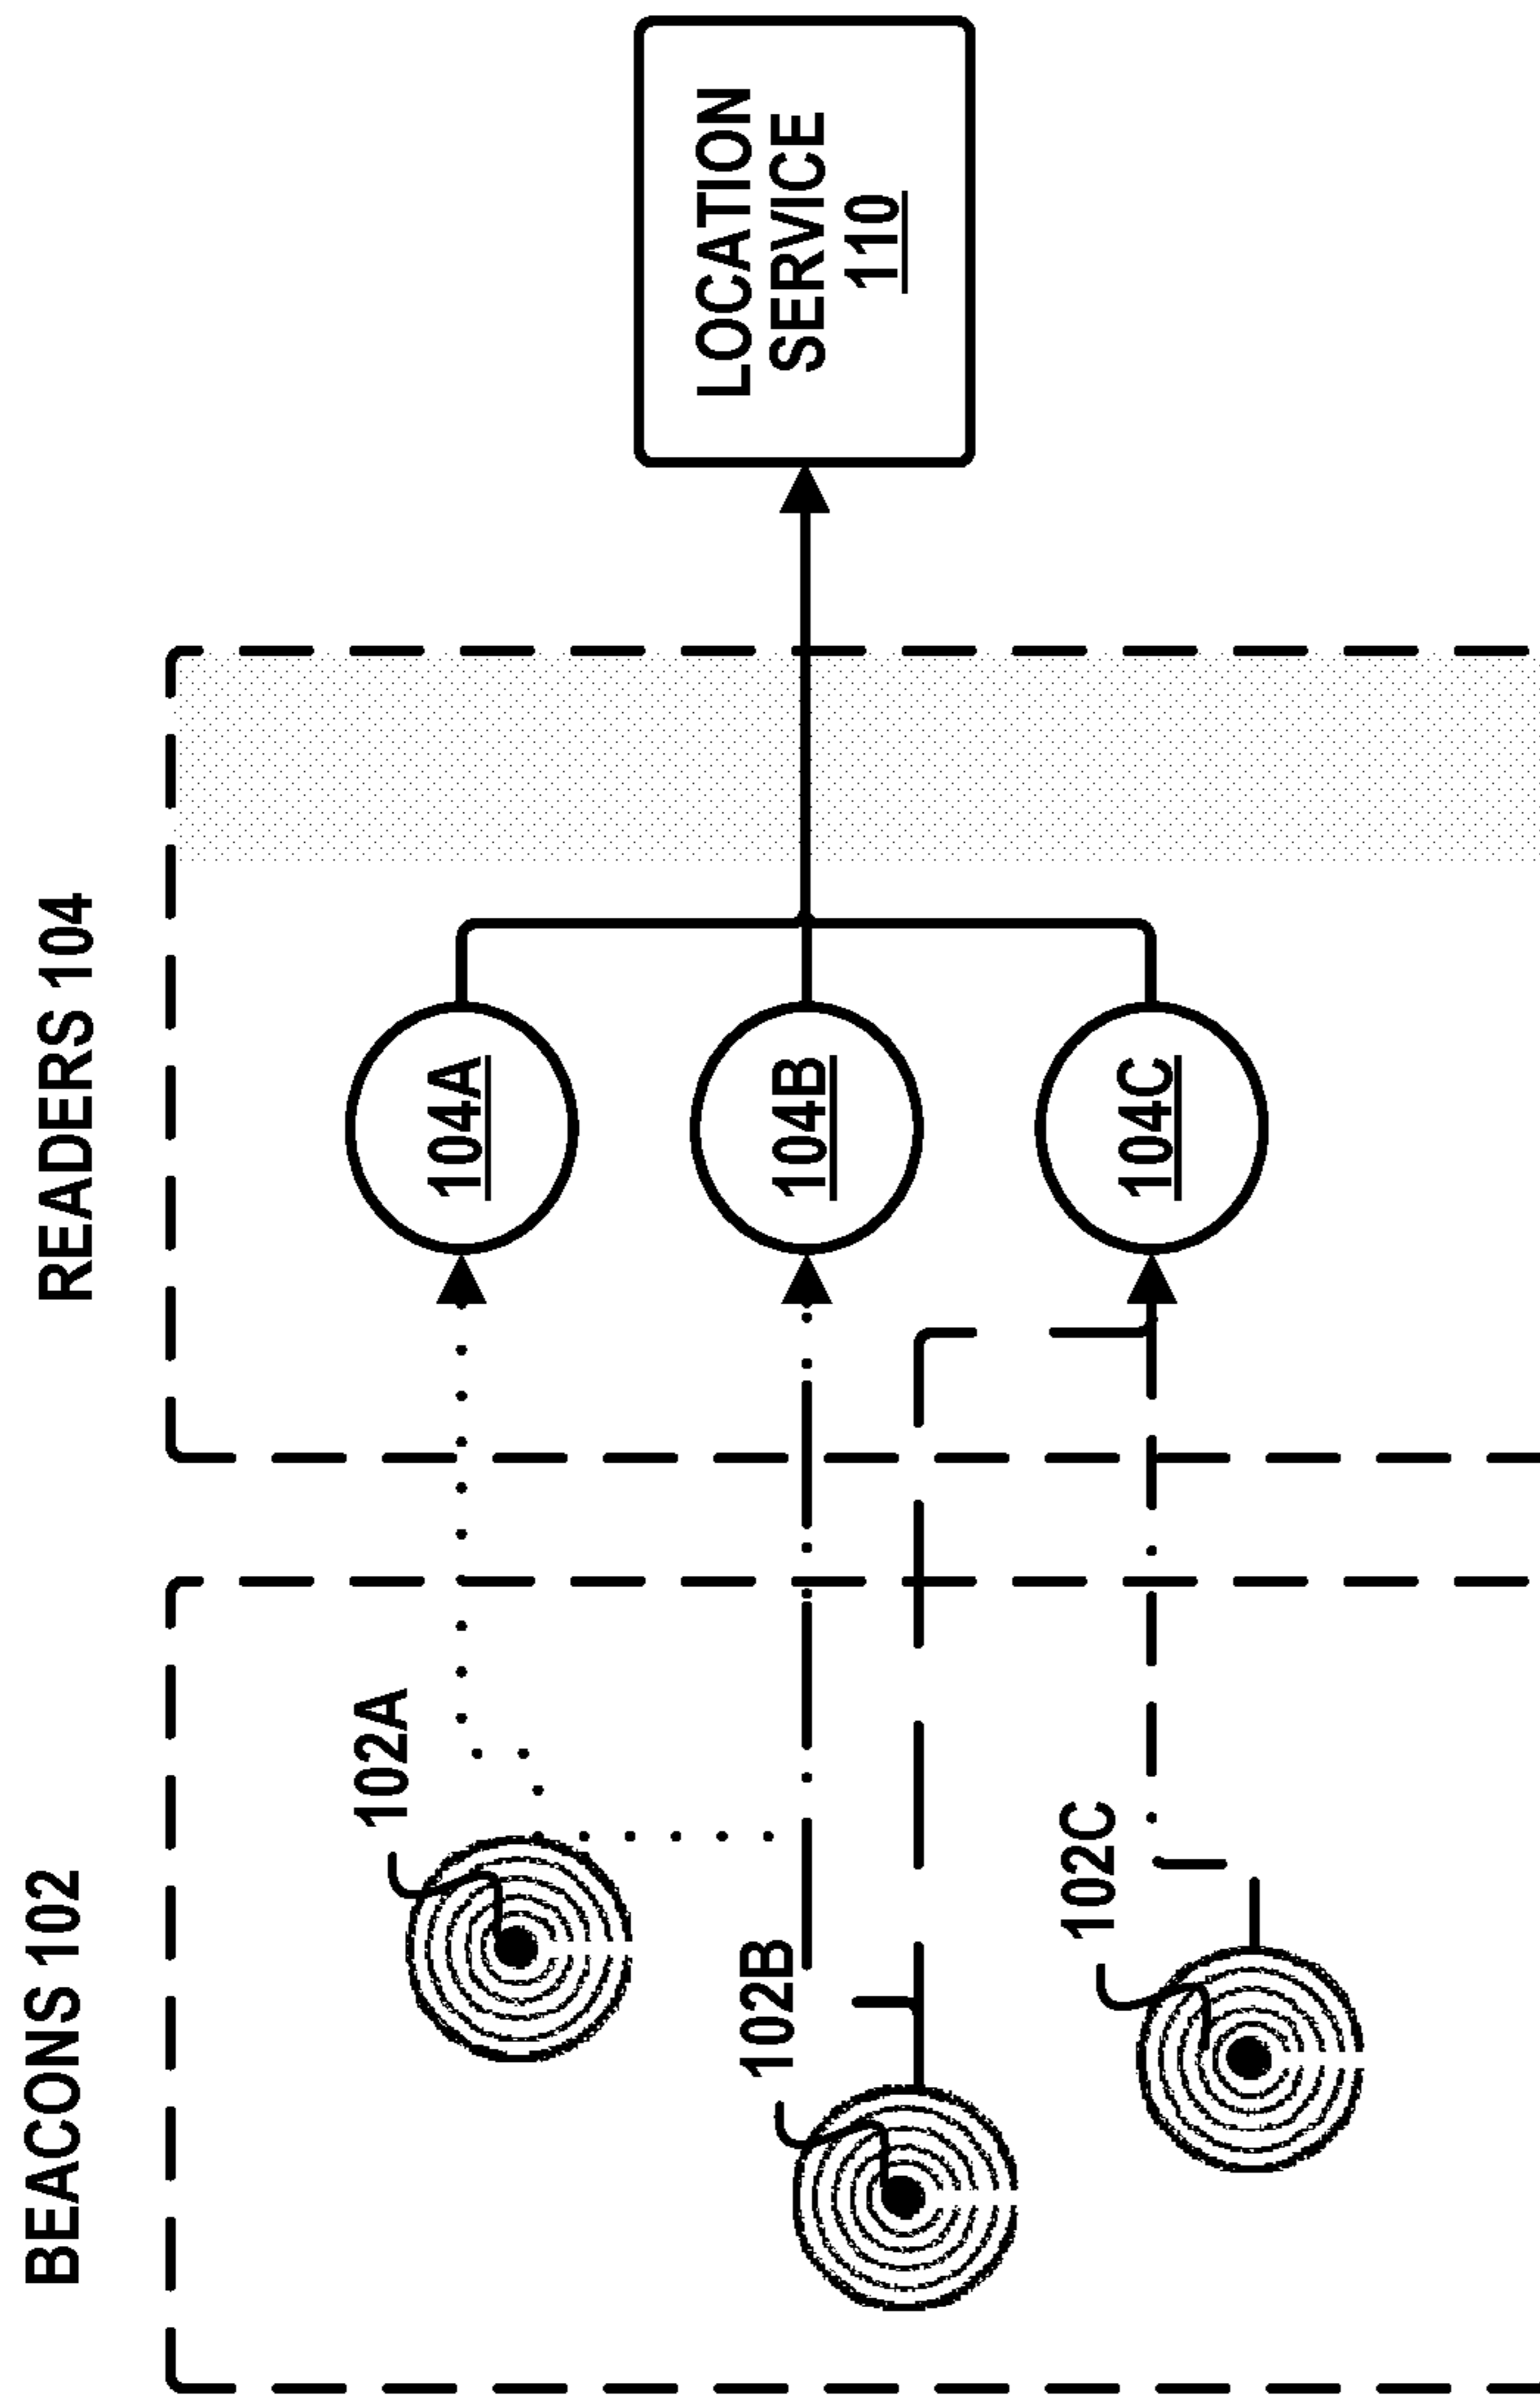 BEACONS 102
READERS 104
102A
102B
102C
104A
104B
104C
LOCATION
SERVICE
110